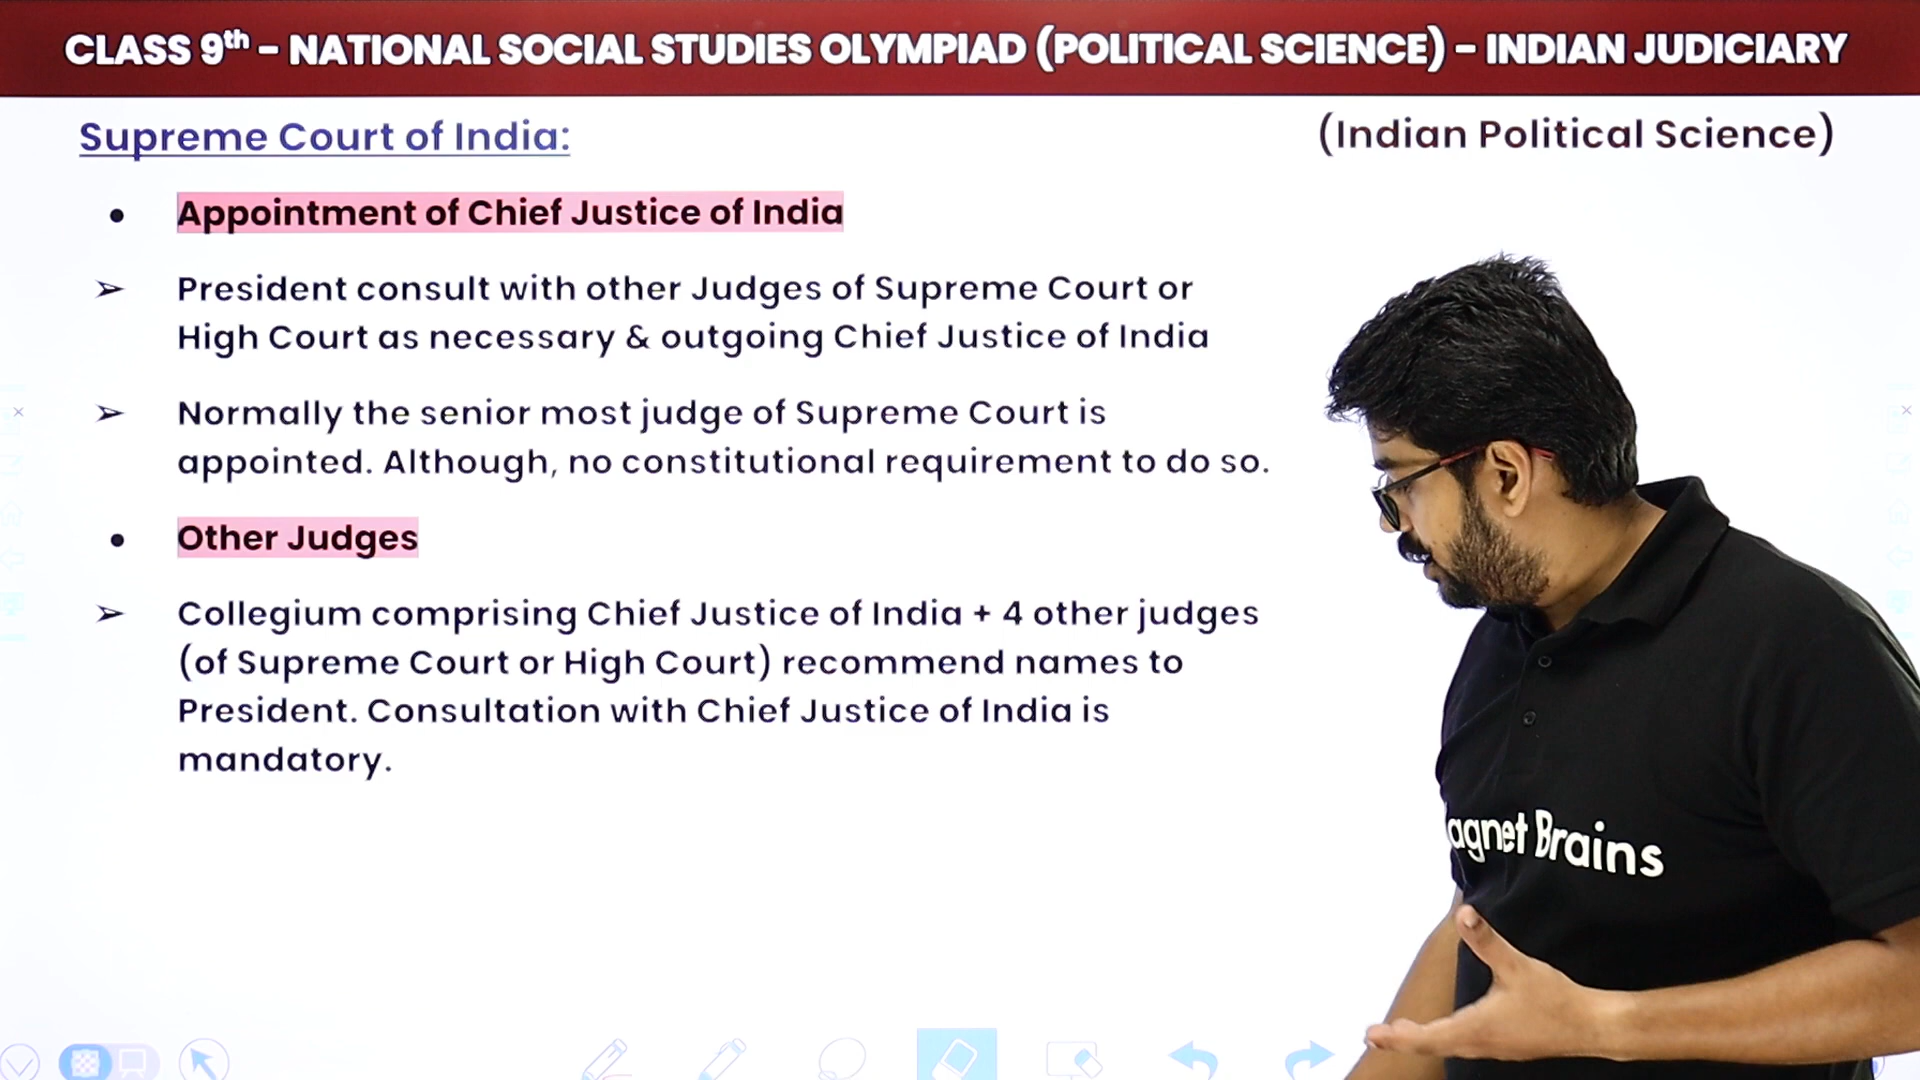 CLASS 9th – NATIONAL SOCIAL STUDIES OLYMPIAD (POLITICAL SCIENCE) – INDIAN JUDICIARY
Supreme Court of India:
(Indian Political Science)
• Appointment of Chief Justice of India
➢ President consult with other Judges of Supreme Court or
High Court as necessary & outgoing Chief Justice of India
➢ Normally the senior most judge of Supreme Court is
appointed. Although, no constitutional requirement to do so.
• Other Judges
➢ Collegium comprising Chief Justice of India + 4 other judges
(of Supreme Court or High Court) recommend names to
President. Consultation with Chief Justice of India is
mandatory.
agnet Brains